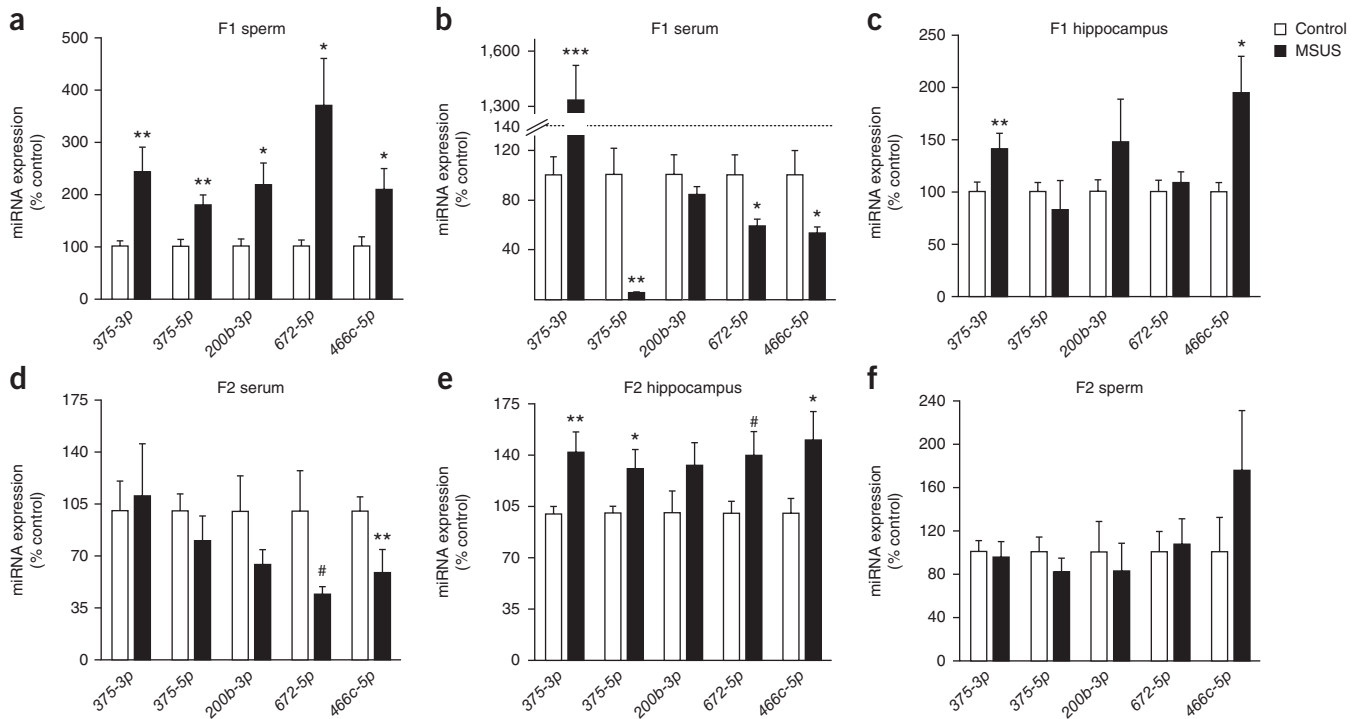 a
F1 sperm
miRNA expression
(% control)
500
400
300
200
100
0
**
**
*
*
*
375-3p
375-5p
200b-3p
672-5p
466c-5p
b
F1 serum
miRNA expression
(% control)
1,600
1,300
140
120
80
40
***
**
*
*
375-3p
375-5p
200b-3p
672-5p
466c-5p
c
F1 hippocampus
Control
MSUS
miRNA expression
(% control)
250
200
150
100
50
0
**
*
375-3p
375-5p
200b-3p
672-5p
466c-5p
d
F2 serum
miRNA expression
(% control)
175
140
105
70
35
0
#
**
375-3p
375-5p
200b-3p
672-5p
466c-5p
e
F2 hippocampus
miRNA expression
(% control)
175
140
105
70
35
0
**
*
#
*
375-3p
375-5p
200b-3p
672-5p
466c-5p
f
F2 sperm
miRNA expression
(% control)
240
200
160
120
80
40
0
375-3p
375-5p
200b-3p
672-5p
466c-5p